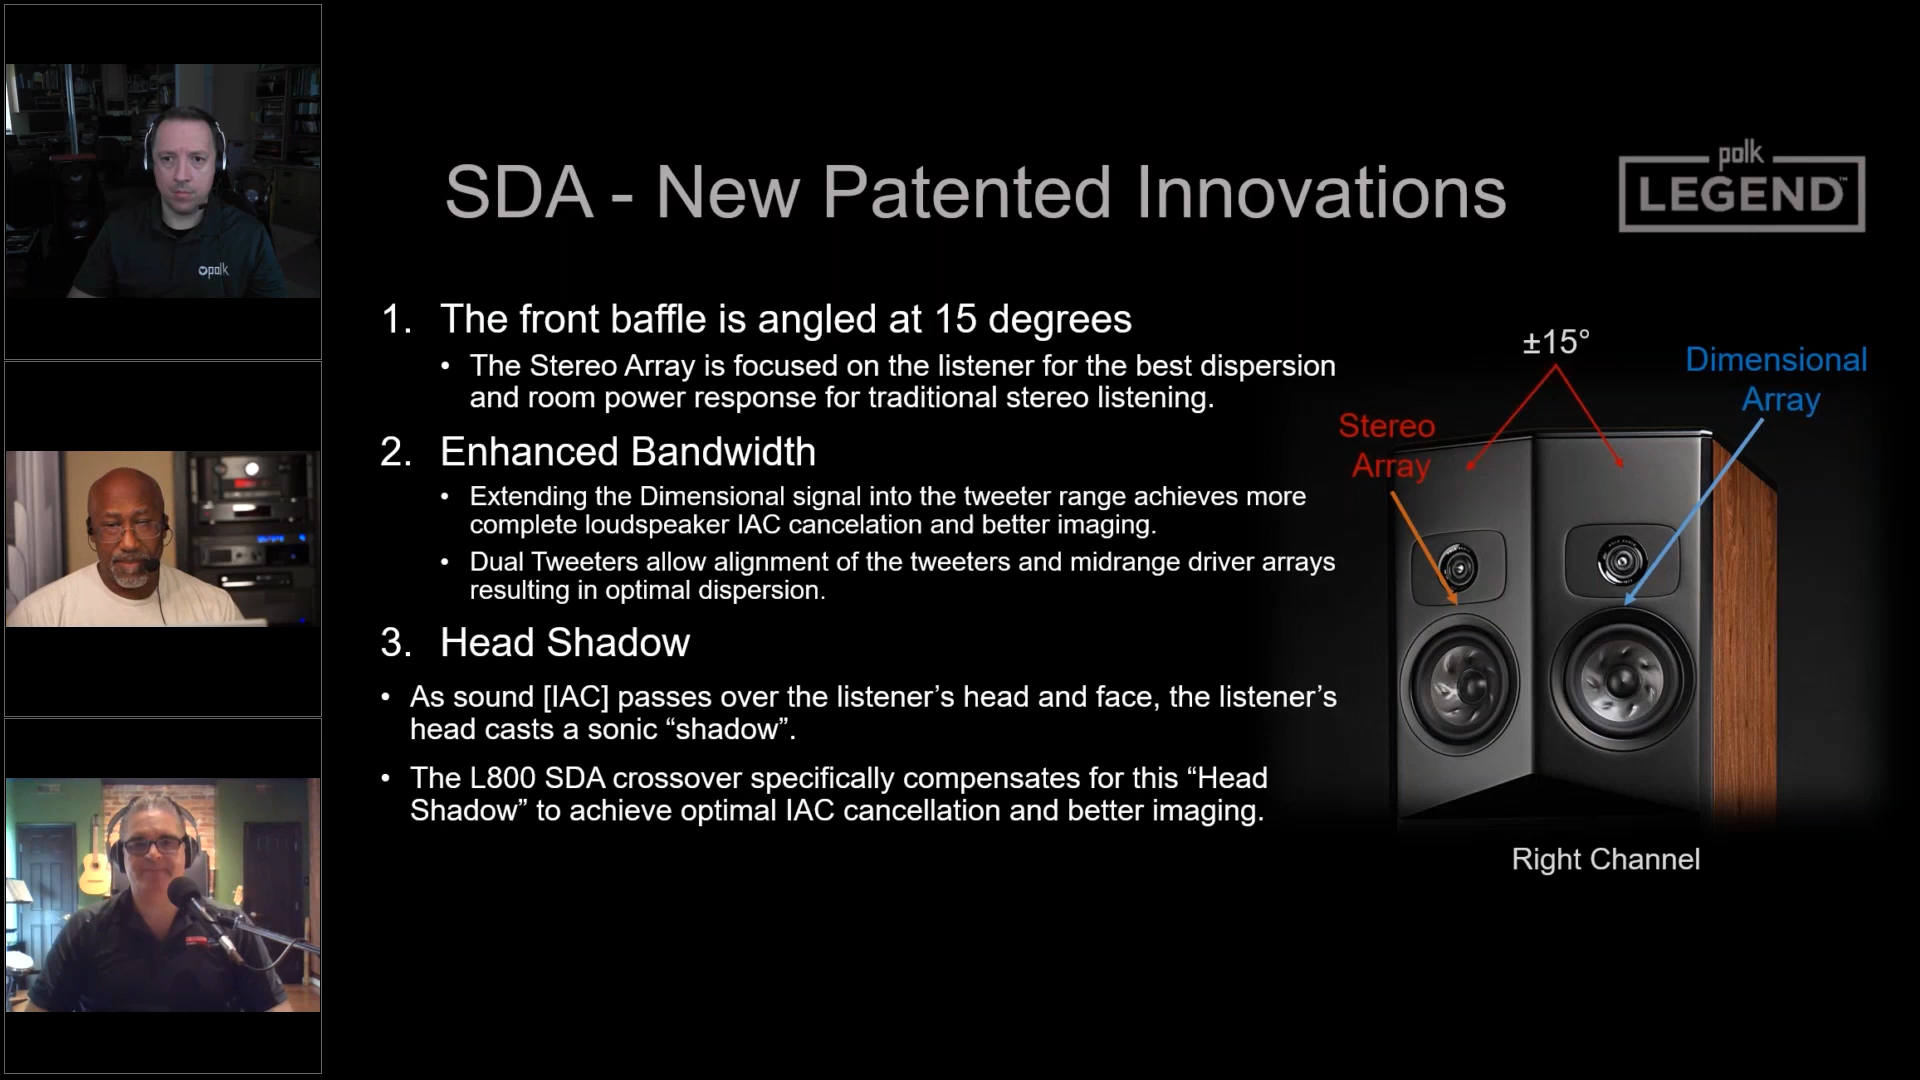 polk
SDA - New Patented Innovations
polk
LEGEND™
1. The front baffle is angled at 15 degrees
• The Stereo Array is focused on the listener for the best dispersion
and room power response for traditional stereo listening.
2. Enhanced Bandwidth
• Extending the Dimensional signal into the tweeter range achieves more
complete loudspeaker IAC cancelation and better imaging.
• Dual Tweeters allow alignment of the tweeters and midrange driver arrays
resulting in optimal dispersion.
3. Head Shadow
• As sound [IAC] passes over the listener’s head and face, the listener’s
head casts a sonic “shadow”.
• The L800 SDA crossover specifically compensates for this “Head
Shadow” to achieve optimal IAC cancellation and better imaging.
±15°
Dimensional
Array
Stereo
Array
Right Channel